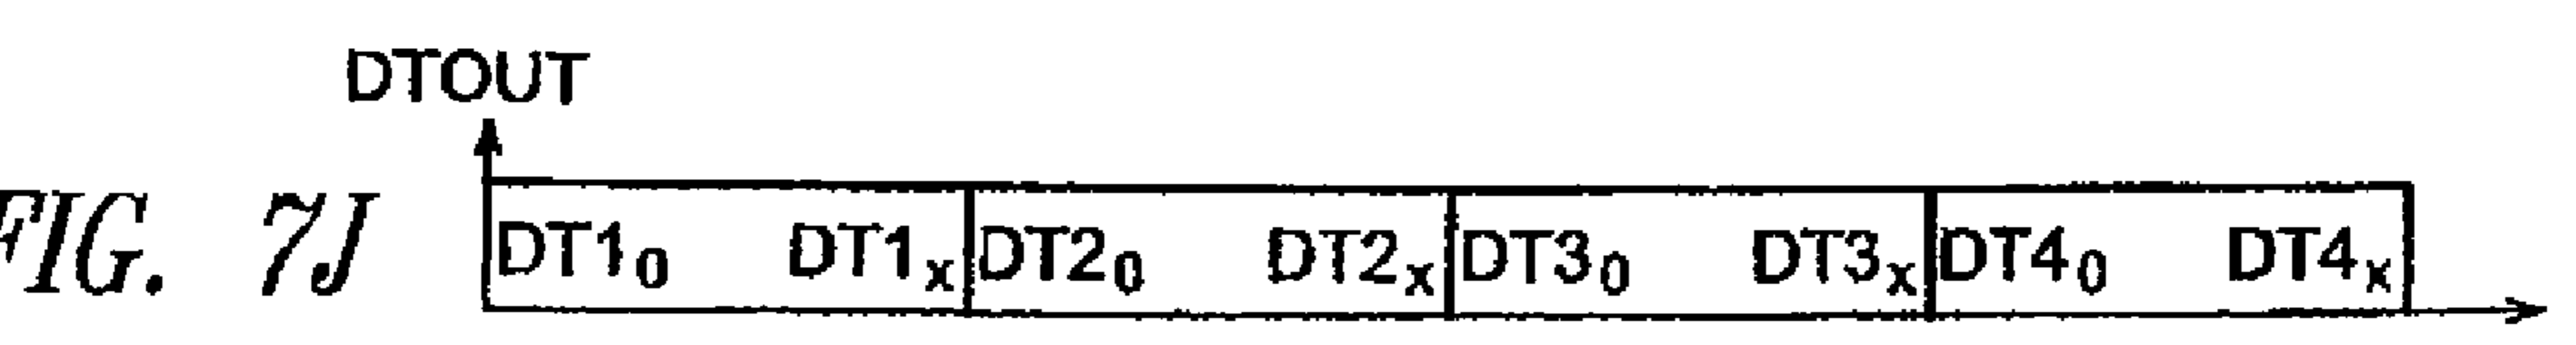 DTOUT
FIG. 7J
DT1₀ DT1ₓ DT2₀ DT2ₓ DT3₀ DT3ₓ DT4₀ DT4ₓ